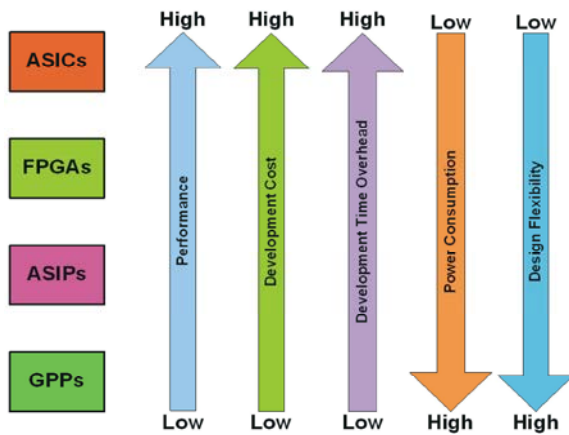 High High High Low Low
ASICs
FPGAs
ASIPs
GPPs
Performance
Development Cost
Development Time Overhead
Power Consumption
Design Flexibility
Low Low Low High High